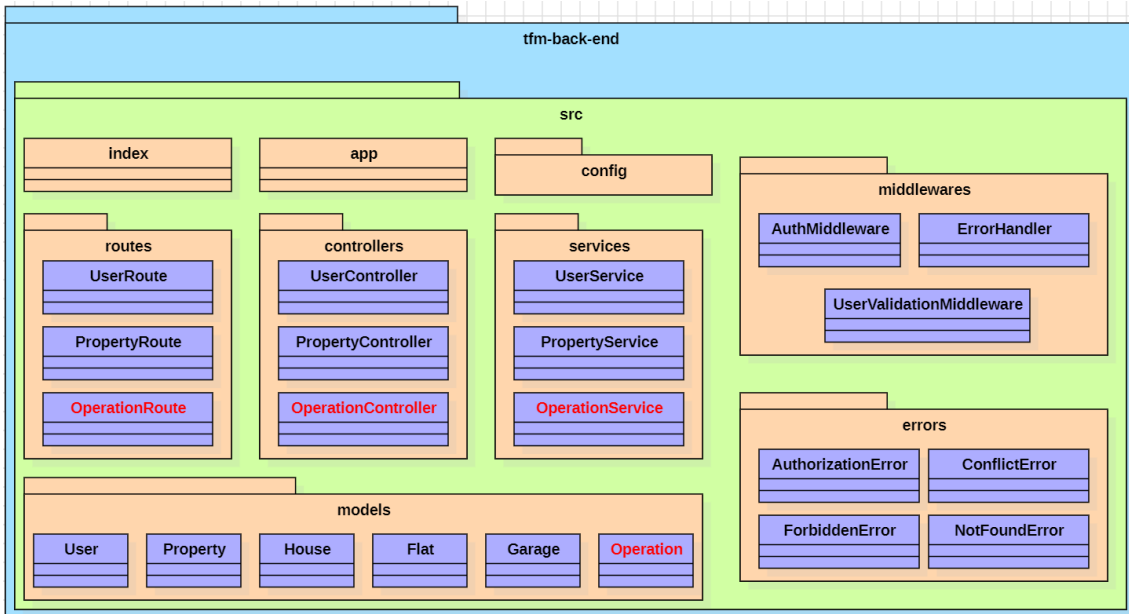 tfm-back-end
src
index
app
config
middlewares
AuthMiddleware
ErrorHandler
UserValidationMiddleware
routes
UserRoute
PropertyRoute
OperationRoute
controllers
UserController
PropertyController
OperationController
services
UserService
PropertyService
OperationService
errors
AuthorizationError
ConflictError
ForbiddenError
NotFoundError
models
User
Property
House
Flat
Garage
Operation